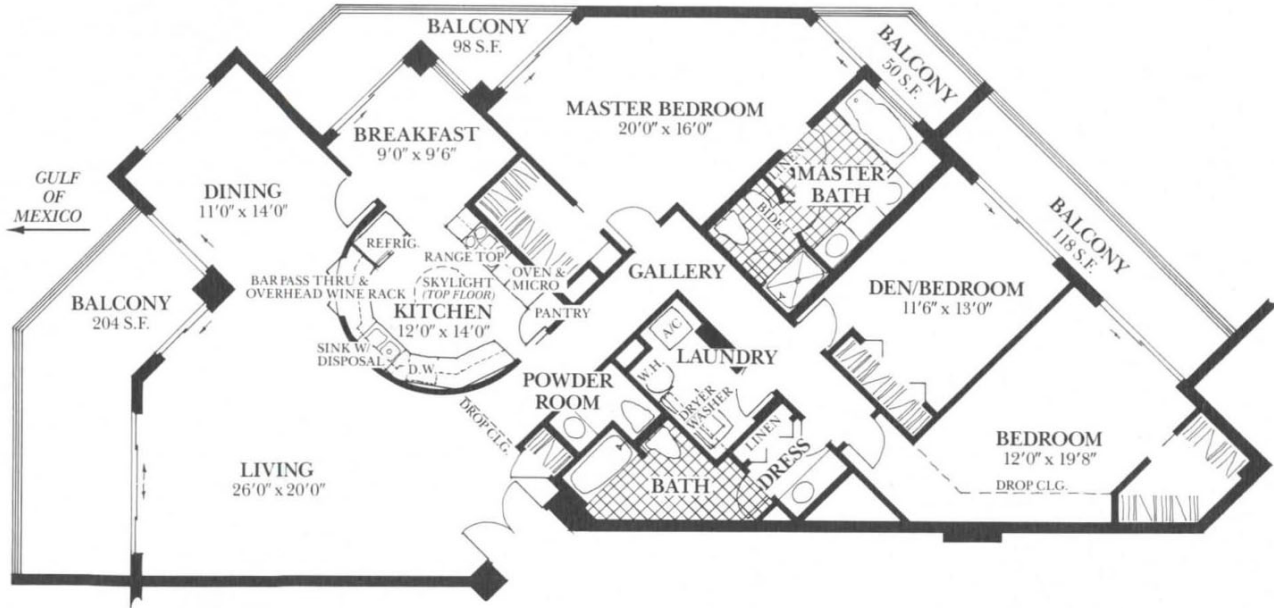 BALCONY
98 S.F.
BALCONY
50 S.F.
MASTER BEDROOM
20'0" x 16'0"
BREAKFAST
9'0" x 9'6"
GULF
OF
MEXICO
DINING
11'0" x 14'0"
LINEN
MASTER
BATH
BIDET
BALCONY
118 S.F.
REFRIG.
RANGE TOP
OVEN &
MICRO
GALLERY
BAR PASS THRU &
OVERHEAD WINE RACK
SKYLIGHT
(TOP FLOOR)
KITCHEN
12'0" x 14'0"
PANTRY
DEN/BEDROOM
11'6" x 13'0"
BALCONY
204 S.F.
SINK W/
DISPOSAL
D.W.
A/C
LAUNDRY
W.H.
DRYER
WASHER
POWDER
ROOM
DROP CLG.
LINEN
DRESS
BATH
BEDROOM
12'0" x 19'8"
DROP CLG.
LIVING
26'0" x 20'0"